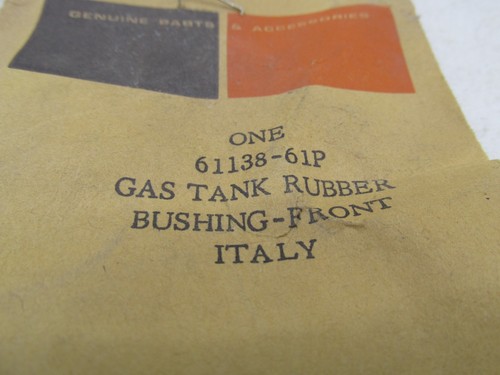 GENUINE PARTS & ACCESSORIES
ONE
61138-61P
GAS TANK RUBBER
BUSHING-FRONT
ITALY